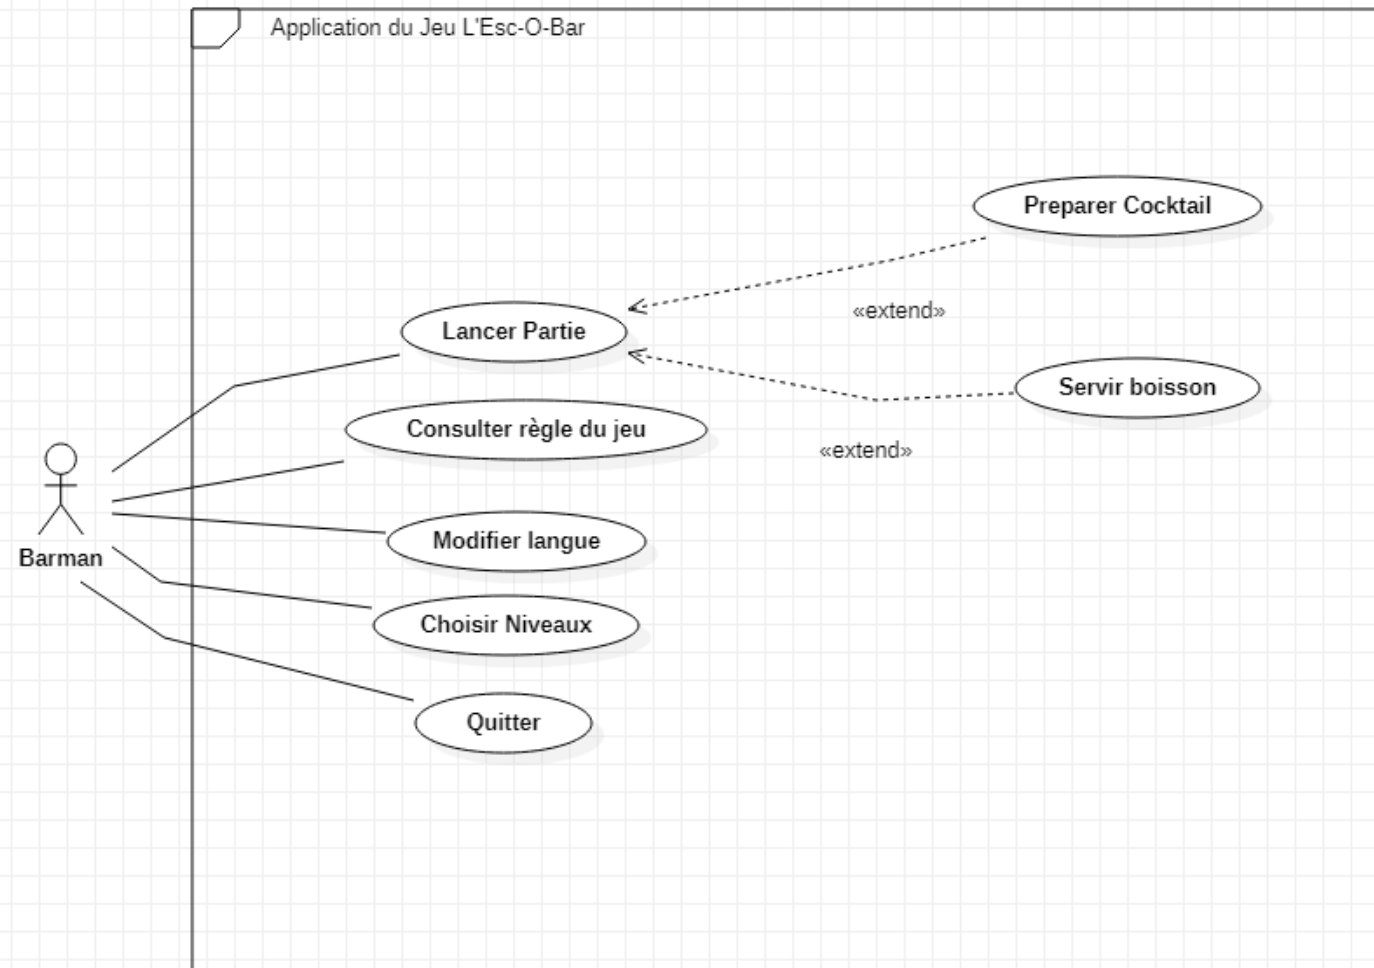 Application du Jeu L'Esc-O-Bar
Preparer Cocktail
«extend»
Lancer Partie
Servir boisson
Consulter règle du jeu
«extend»
Modifier langue
Barman
Choisir Niveaux
Quitter